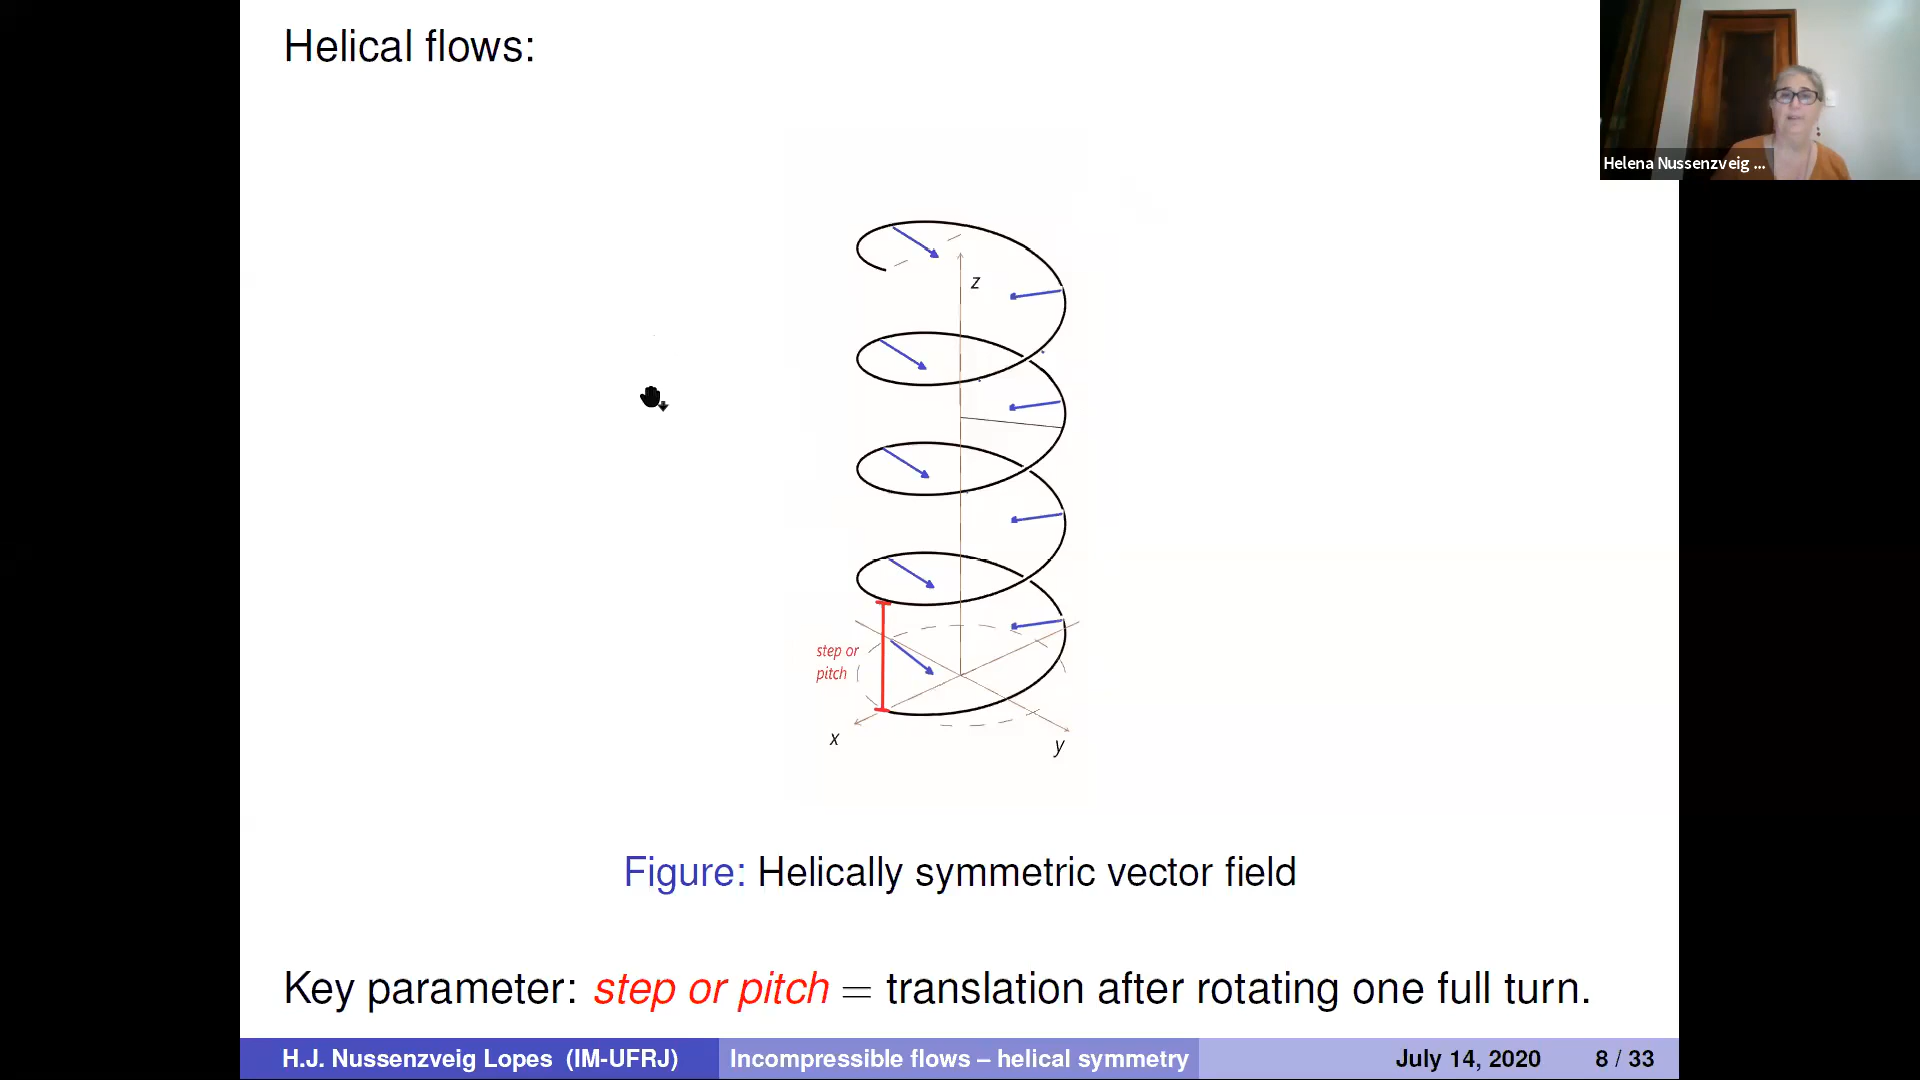 Helical flows:
Helena Nussenzveig ...
z
step or
pitch
x
y
Figure: Helically symmetric vector field
Key parameter: step or pitch = translation after rotating one full turn.
H.J. Nussenzveig Lopes (IM-UFRJ) Incompressible flows – helical symmetry July 14, 2020 8 / 33